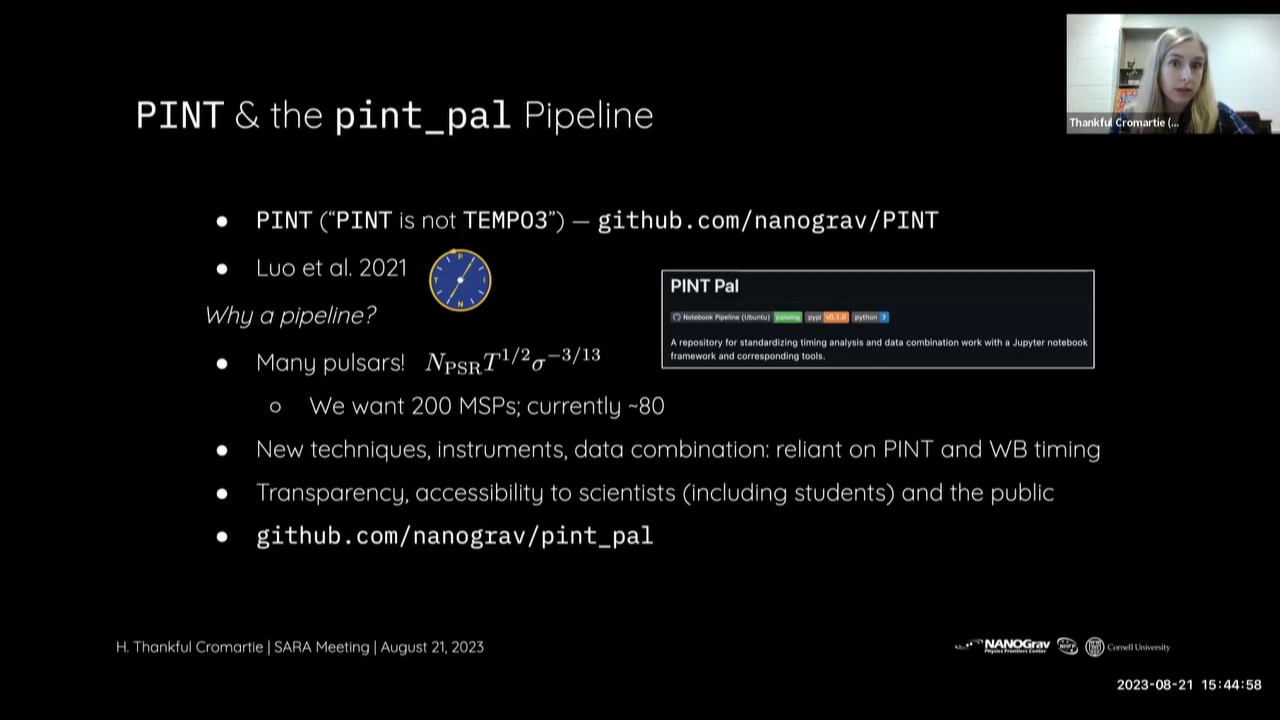 Thankful Cromartie (...
PINT & the pint_pal Pipeline
● PINT (“PINT is not TEMPO3”) — github.com/nanograv/PINT
● Luo et al. 2021
P
I
N
T
PINT Pal
Notebook Pipeline (Ubuntu) passing pypi v0.1.0 python 3
A repository for standardizing timing analysis and data combination work with a Jupyter notebook
framework and corresponding tools.
Why a pipeline?
● Many pulsars! N_PSR T^1/2 σ^−3/13
○ We want 200 MSPs; currently ~80
● New techniques, instruments, data combination: reliant on PINT and WB timing
● Transparency, accessibility to scientists (including students) and the public
● github.com/nanograv/pint_pal
H. Thankful Cromartie | SARA Meeting | August 21, 2023
NANOGrav
Physics Frontiers Center
Cornell University
2023-08-21 15:44:58